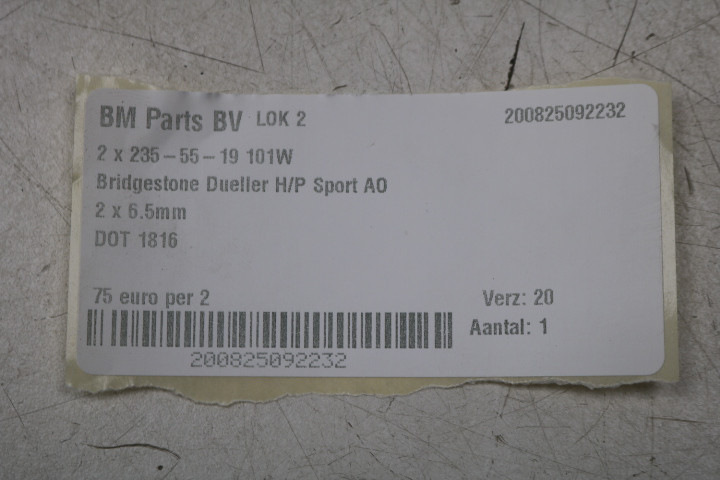 BM Parts BV LOK 2 200825092232
2 x 235-55-19 101W
Bridgestone Dueller H/P Sport AO
2 x 6.5mm
DOT 1816
75 euro per 2 Verz: 20
Aantal: 1
200825092232